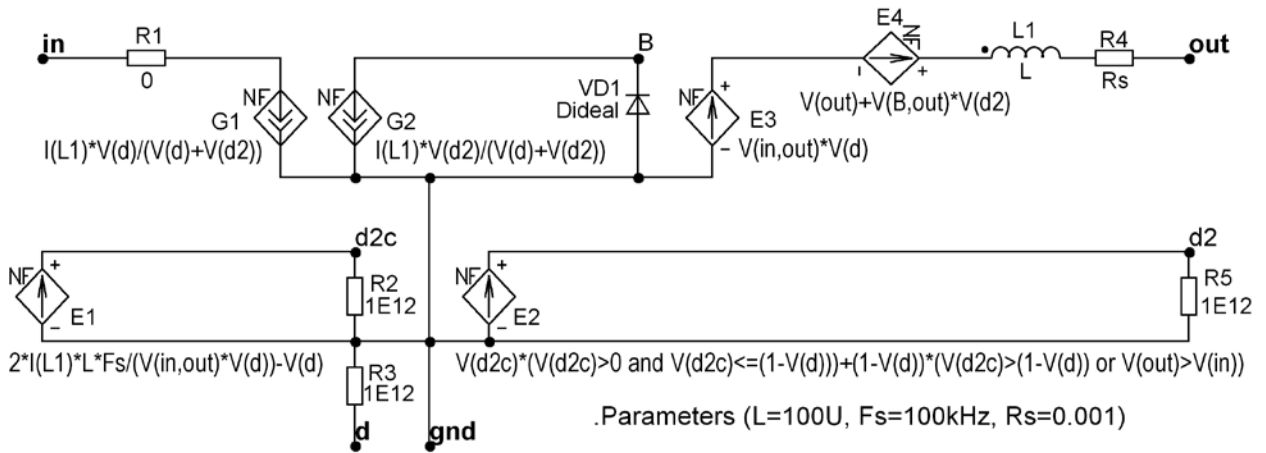 in
R1
0
NF
G1
I(L1)*V(d)/(V(d)+V(d2))
NF
G2
I(L1)*V(d2)/(V(d)+V(d2))
B
VD1
Dideal
NF
+
E3
–
V(in,out)*V(d)
E4
NF
-
+
V(out)+V(B,out)*V(d2)
L1
L
R4
Rs
out
NF
+
E1
–
2*I(L1)*L*Fs/(V(in,out)*V(d))-V(d)
d2c
R2
1E12
R3
1E12
d
gnd
NF
+
E2
–
V(d2c)*(V(d2c)>0 and V(d2c)<=(1-V(d)))+(1-V(d))*(V(d2c)>(1-V(d)) or V(out)>V(in))
d2
R5
1E12
.Parameters (L=100U, Fs=100kHz, Rs=0.001)